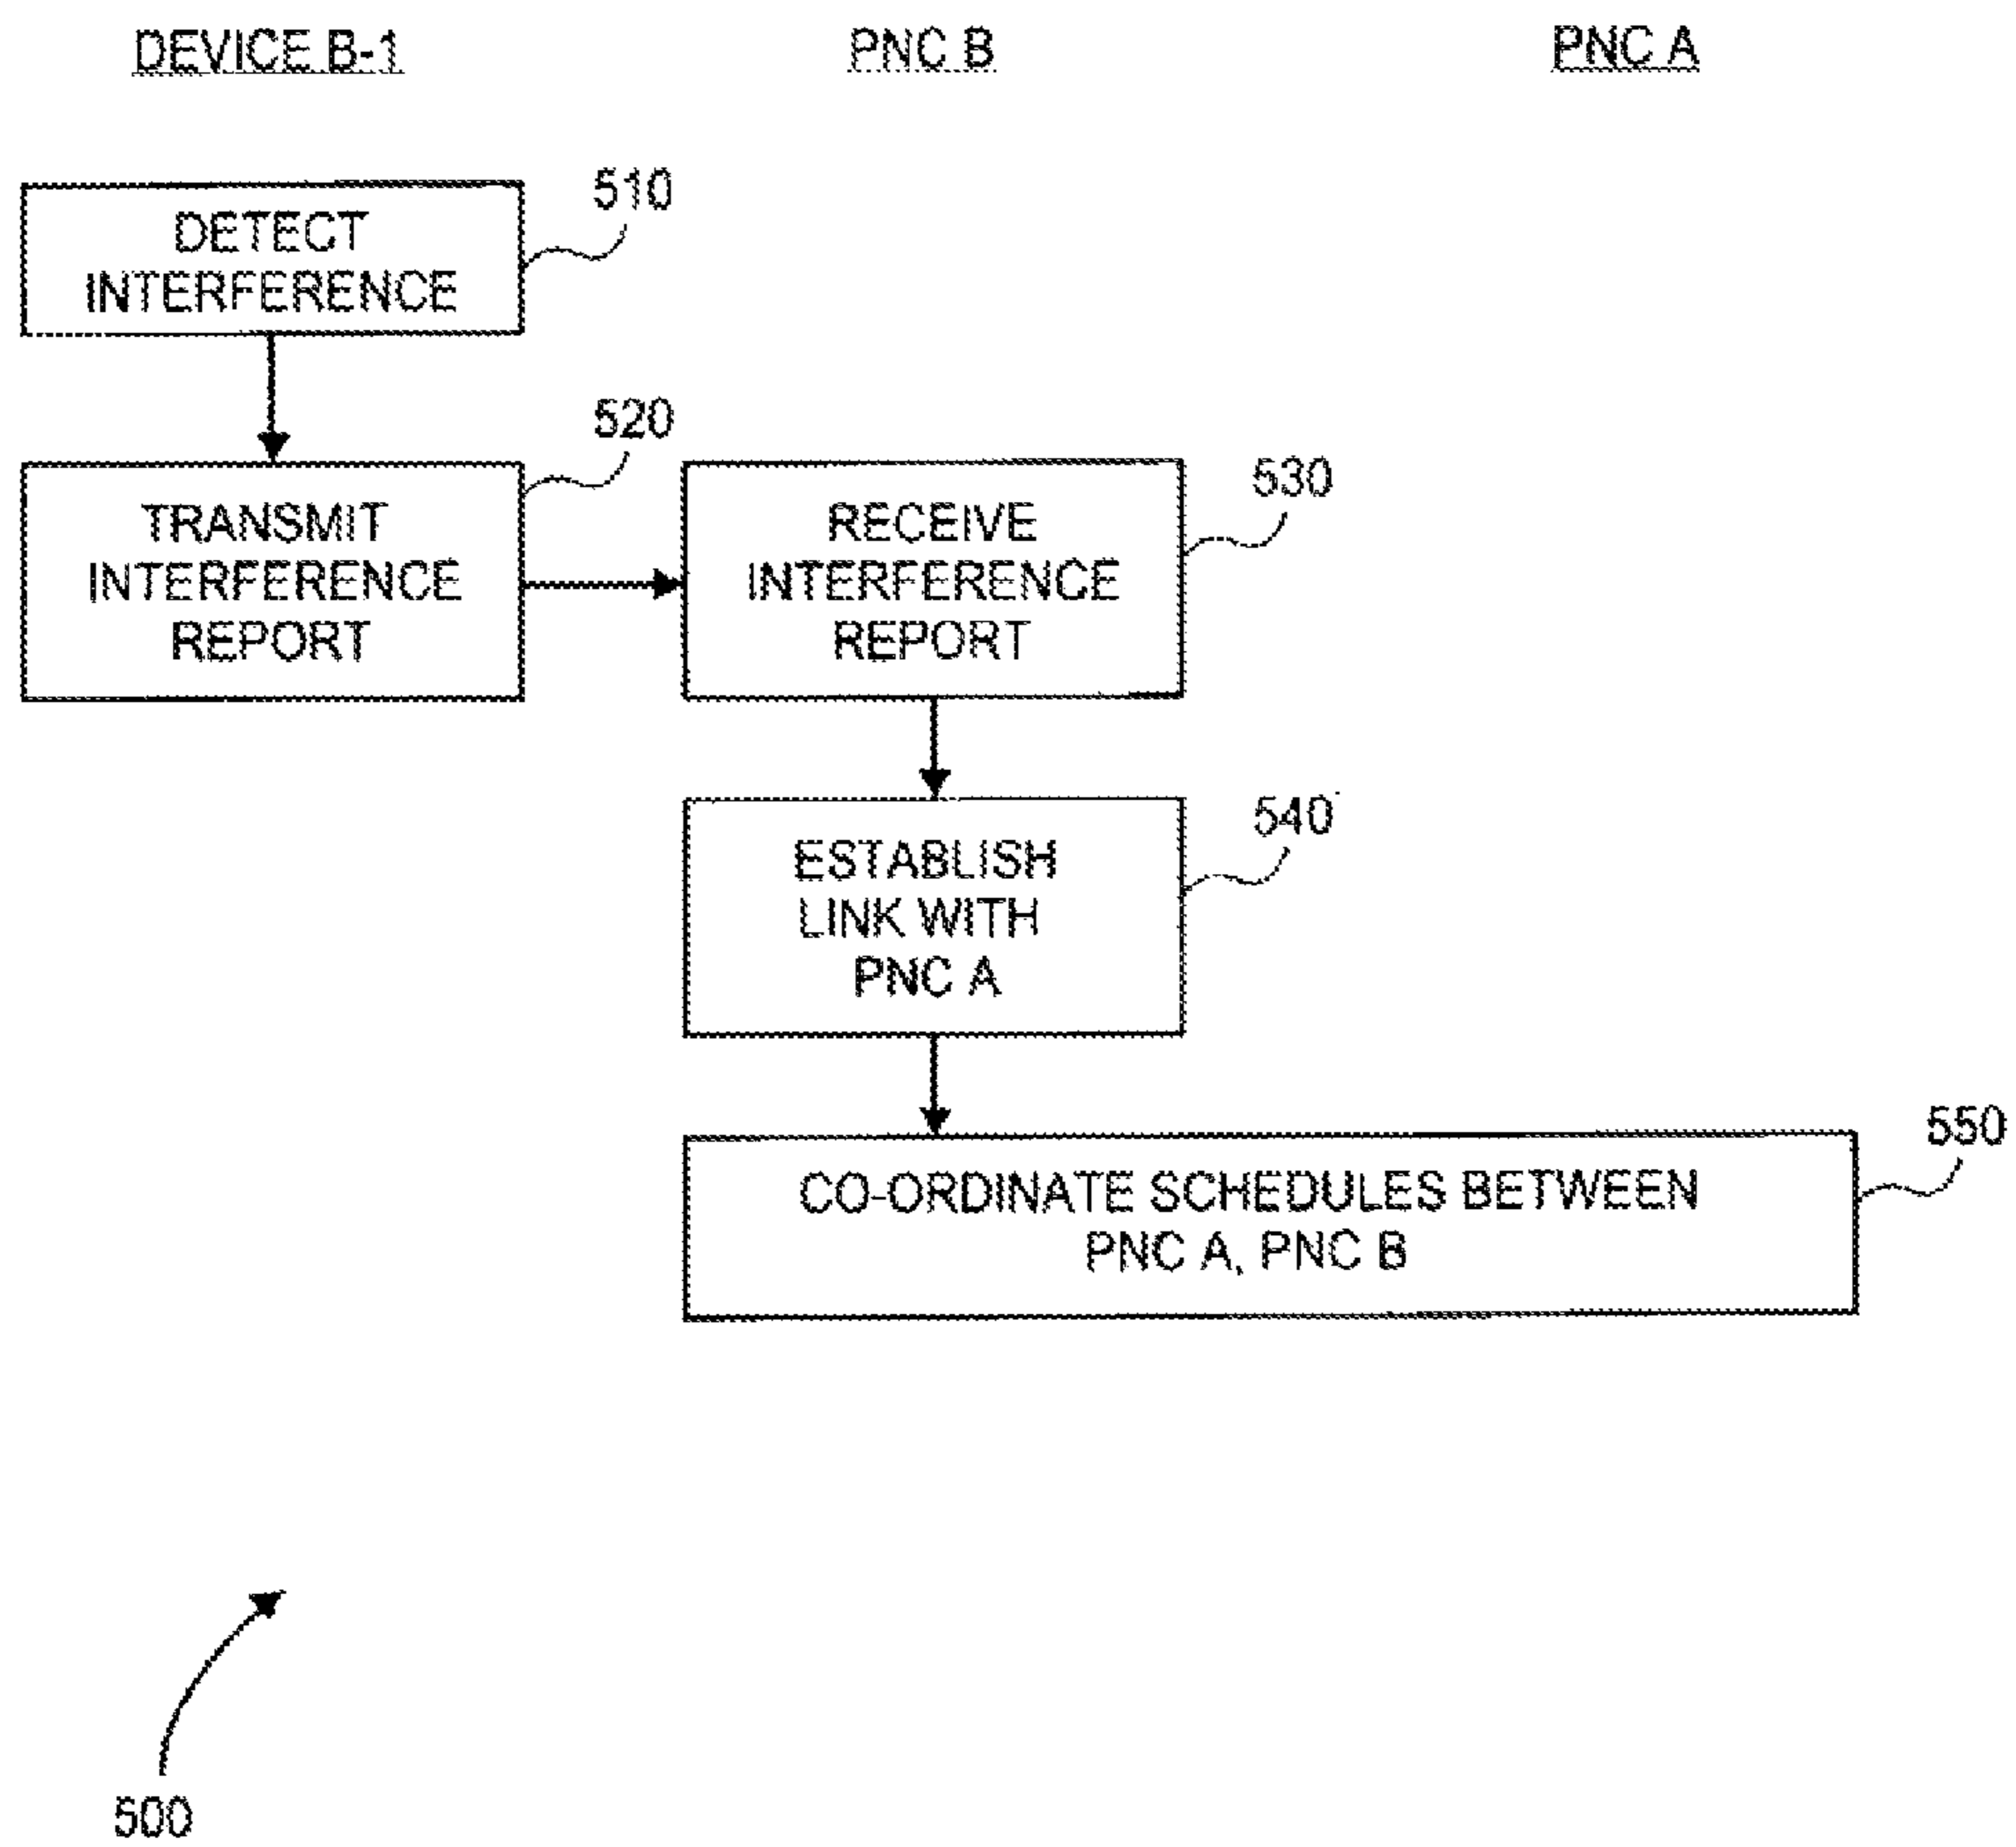 DEVICE B-1
PNC B
PNC A
510
DETECT
INTERFERENCE
520
TRANSMIT
INTERFERENCE
REPORT
530
RECEIVE
INTERFERENCE
REPORT
540
ESTABLISH
LINK WITH
PNC A
550
CO-ORDINATE SCHEDULES BETWEEN
PNC A, PNC B
500